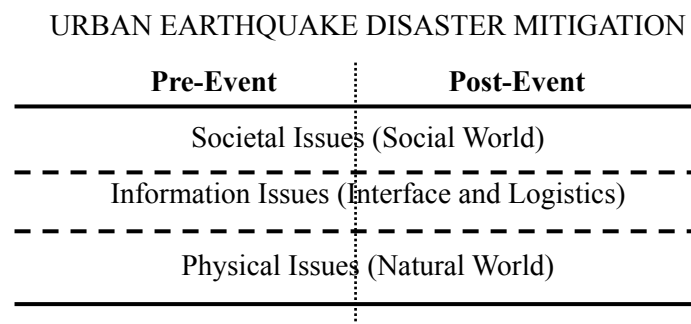 URBAN EARTHQUAKE DISASTER MITIGATION
Pre-Event Post-Event
Societal Issues (Social World)
Information Issues (Interface and Logistics)
Physical Issues (Natural World)